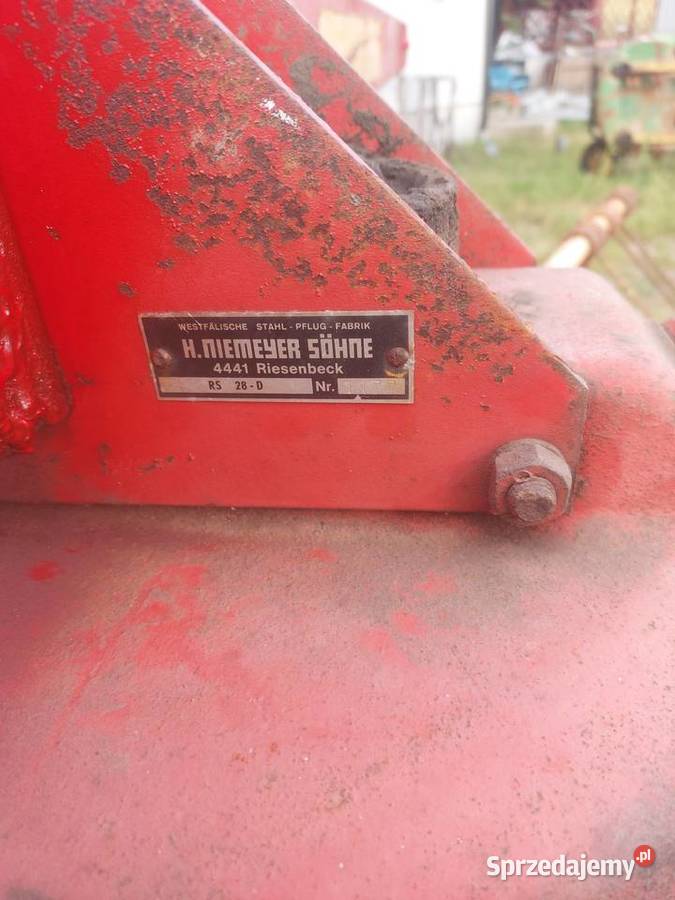 WESTFÄLISCHE STAHL-PFLUG-FABRIK
H.NIEMEYER SÖHNE
4441 Riesenbeck
RS 28-D Nr.
Sprzedajemy.pl